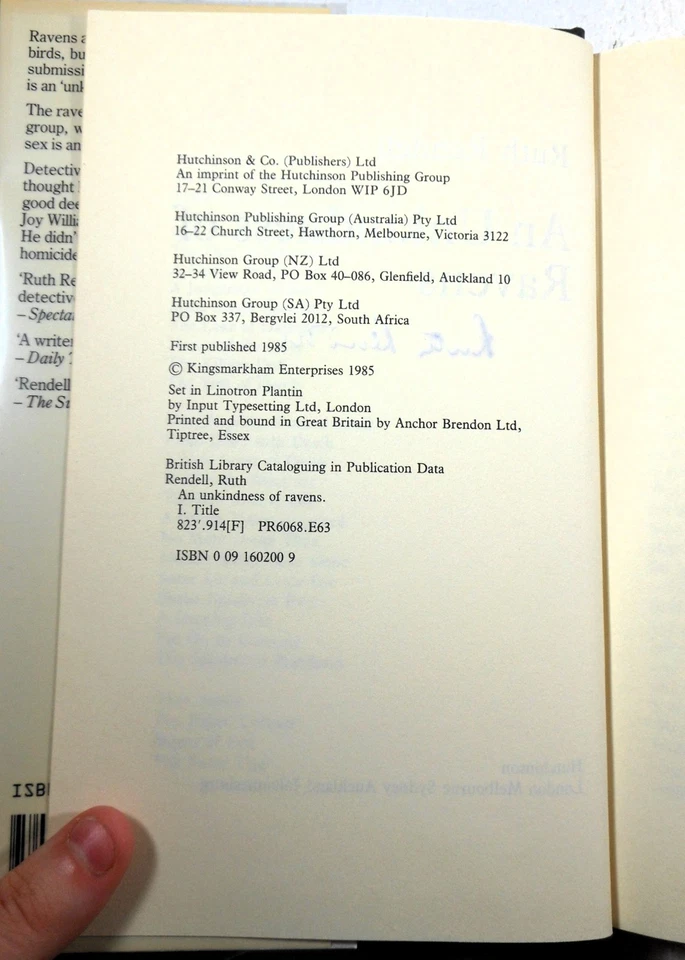 Ravens
birds, bu
submissi
is an ‘unk
The rave
group, w
sex is an
Detectiv
thought
good dee
Joy Willia
He didn’
homicide
‘Ruth Re
detectiv
– Specta
‘A write
– Daily
‘Rendell
– The
ISB
Hutchinson & Co. (Publishers) Ltd
An imprint of the Hutchinson Publishing Group
17–21 Conway Street, London W1P 6JD
Hutchinson Publishing Group (Australia) Pty Ltd
16–22 Church Street, Hawthorn, Melbourne, Victoria 3122
Hutchinson Group (NZ) Ltd
32–34 View Road, PO Box 40–086, Glenfield, Auckland 10
Hutchinson Group (SA) Pty Ltd
PO Box 337, Bergvlei 2012, South Africa
First published 1985
© Kingsmarkham Enterprises 1985
Set in Linotron Plantin
by Input Typesetting Ltd, London
Printed and bound in Great Britain by Anchor Brendon Ltd,
Tiptree, Essex
British Library Cataloguing in Publication Data
Rendell, Ruth
An unkindness of ravens.
I. Title
823′.914[F] PR6068.E63
ISBN 0 09 160200 9